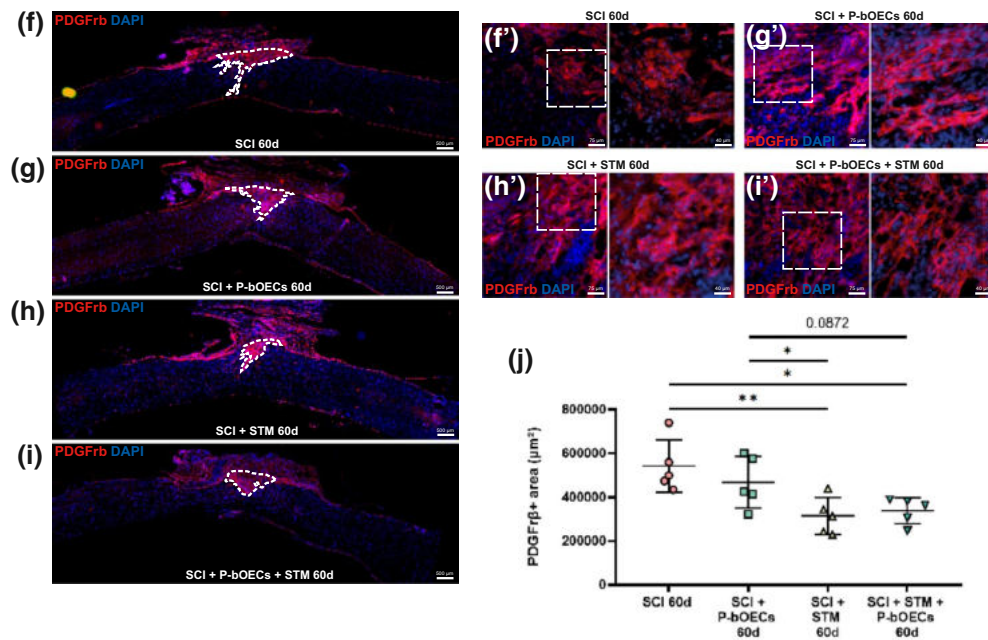 (f)
PDGFrb DAPI
SCI 60d
500 µm
(g)
PDGFrb DAPI
SCI + P-bOECs 60d
500 µm
(h)
PDGFrb DAPI
SCI + STM 60d
500 µm
(i)
PDGFrb DAPI
SCI + P-bOECs + STM 60d
500 µm
SCI 60d
(f')
PDGFrb DAPI
75 µm
40 µm
SCI + P-bOECs 60d
(g')
PDGFrb DAPI
75 µm
40 µm
SCI + STM 60d
(h')
PDGFrb DAPI
75 µm
40 µm
SCI + P-bOECs + STM 60d
(i')
PDGFrb DAPI
75 µm
40 µm
(j)
0.0872
*
*
**
PDGFrβ+ area (µm²)
800000
600000
400000
200000
0
SCI 60d
SCI +
P-bOECs
60d
SCI +
STM
60d
SCI + STM +
P-bOECs
60d